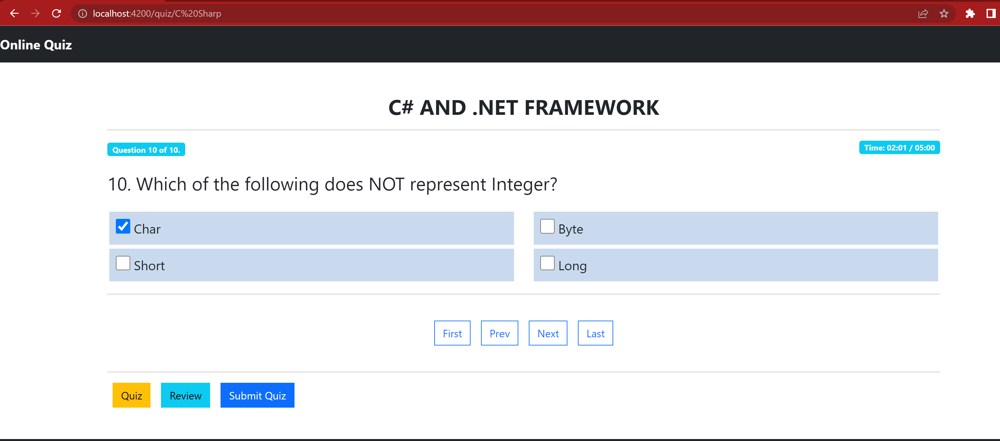 localhost:4200/quiz/C%20Sharp
Online Quiz
C# AND .NET FRAMEWORK
Question 10 of 10.
Time: 02:01 / 05:00
10. Which of the following does NOT represent Integer?
Char
Byte
Short
Long
First Prev Next Last
Quiz Review Submit Quiz